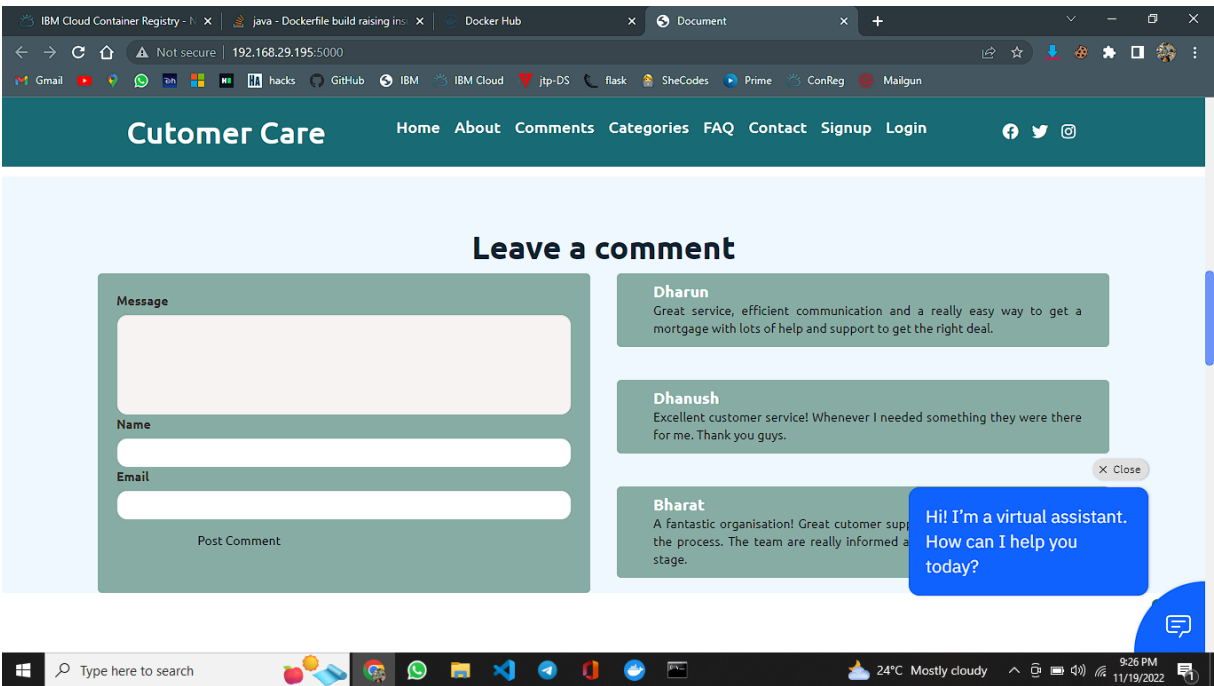 IBM Cloud Container Registry - N
java - Dockerfile build raising ins
Docker Hub
Document
Not secure
192.168.29.195:5000
Gmail
hacks
GitHub
IBM
IBM Cloud
jtp-DS
flask
SheCodes
Prime
ConReg
Mailgun
Cutomer Care
Home About Comments Categories FAQ Contact Signup Login
Leave a comment
Message
Name
Email
Post Comment
Dharun
Great service, efficient communication and a really easy way to get a
mortgage with lots of help and support to get the right deal.
Dhanush
Excellent customer service! Whenever I needed something they were there
for me. Thank you guys.
Bharat
A fantastic organisation! Great cutomer supp
the process. The team are really informed a
stage.
Close
Hi! I'm a virtual assistant.
How can I help you
today?
Type here to search
24°C Mostly cloudy
9:26 PM
11/19/2022
1